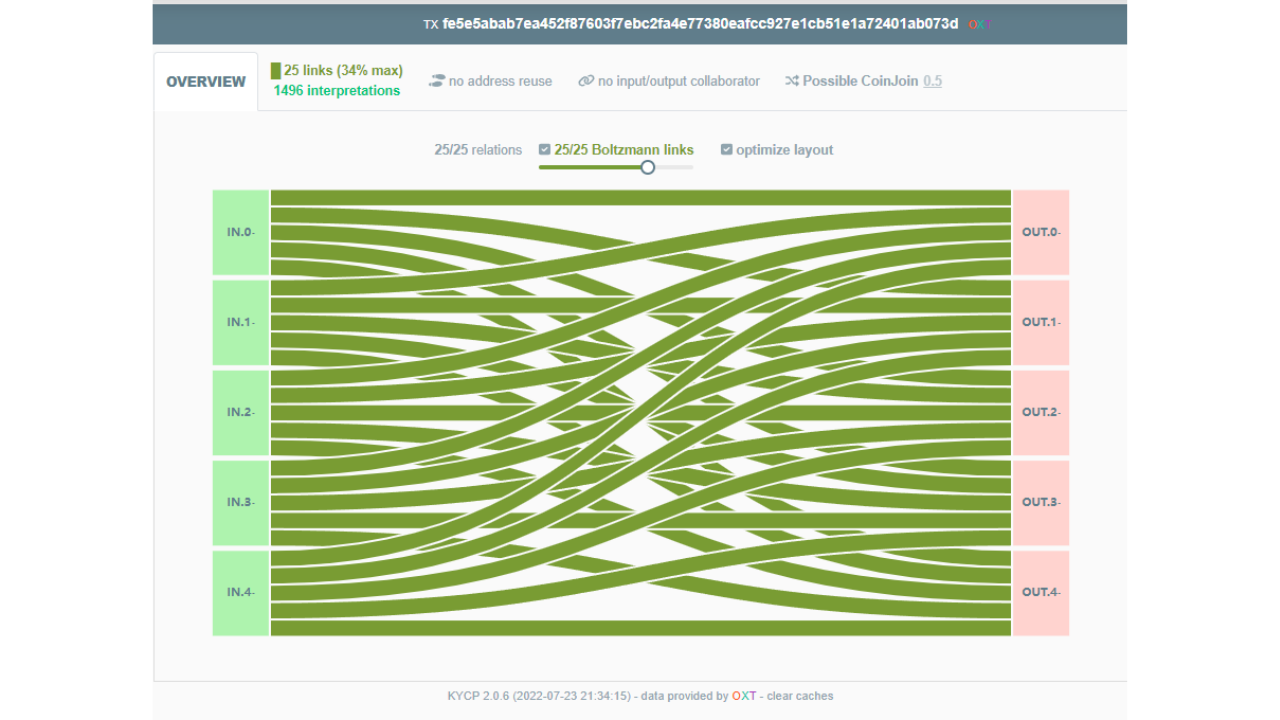 TX fe5e5abab7ea452f87603f7ebc2fa4e77380eafcc927e1cb51e1a72401ab073d OXT
OVERVIEW
25 links (34% max)
1496 interpretations
no address reuse
no input/output collaborator
Possible CoinJoin 0.5
25/25 relations
25/25 Boltzmann links
optimize layout
IN.0-
OUT.0-
IN.1-
OUT.1-
IN.2-
OUT.2-
IN.3-
OUT.3-
IN.4-
OUT.4-
KYCP 2.0.6 (2022-07-23 21:34:15) - data provided by OXT - clear caches